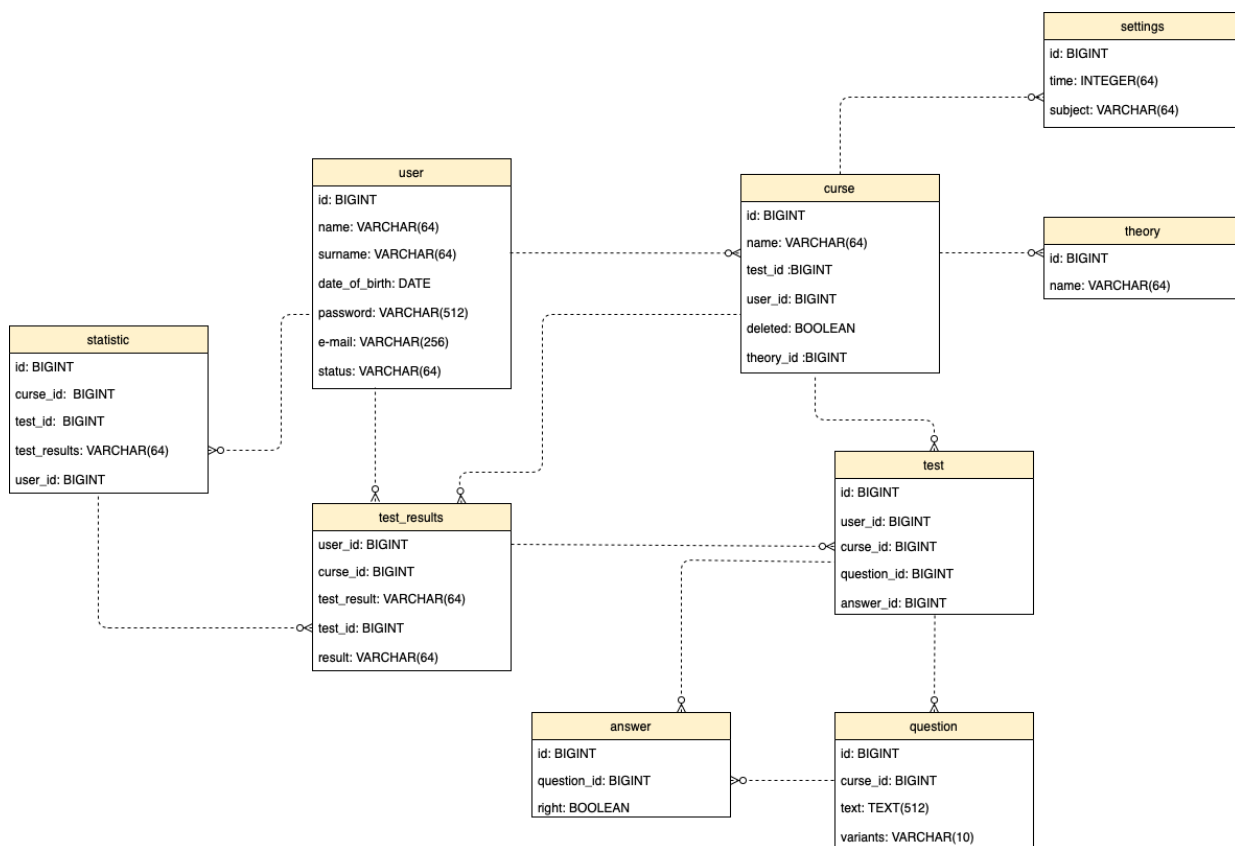 settings
id: BIGINT
time: INTEGER(64)
subject: VARCHAR(64)
user
id: BIGINT
name: VARCHAR(64)
surname: VARCHAR(64)
date_of_birth: DATE
password: VARCHAR(512)
e-mail: VARCHAR(256)
status: VARCHAR(64)
curse
id: BIGINT
name: VARCHAR(64)
test_id :BIGINT
user_id: BIGINT
deleted: BOOLEAN
theory_id :BIGINT
theory
id: BIGINT
name: VARCHAR(64)
statistic
id: BIGINT
curse_id:  BIGINT
test_id:  BIGINT
test_results: VARCHAR(64)
user_id: BIGINT
test_results
user_id: BIGINT
curse_id: BIGINT
test_result: VARCHAR(64)
test_id: BIGINT
result: VARCHAR(64)
test
id: BIGINT
user_id: BIGINT
curse_id: BIGINT
question_id: BIGINT
answer_id: BIGINT
answer
id: BIGINT
question_id: BIGINT
right: BOOLEAN
question
id: BIGINT
curse_id: BIGINT
text: TEXT(512)
variants: VARCHAR(10)